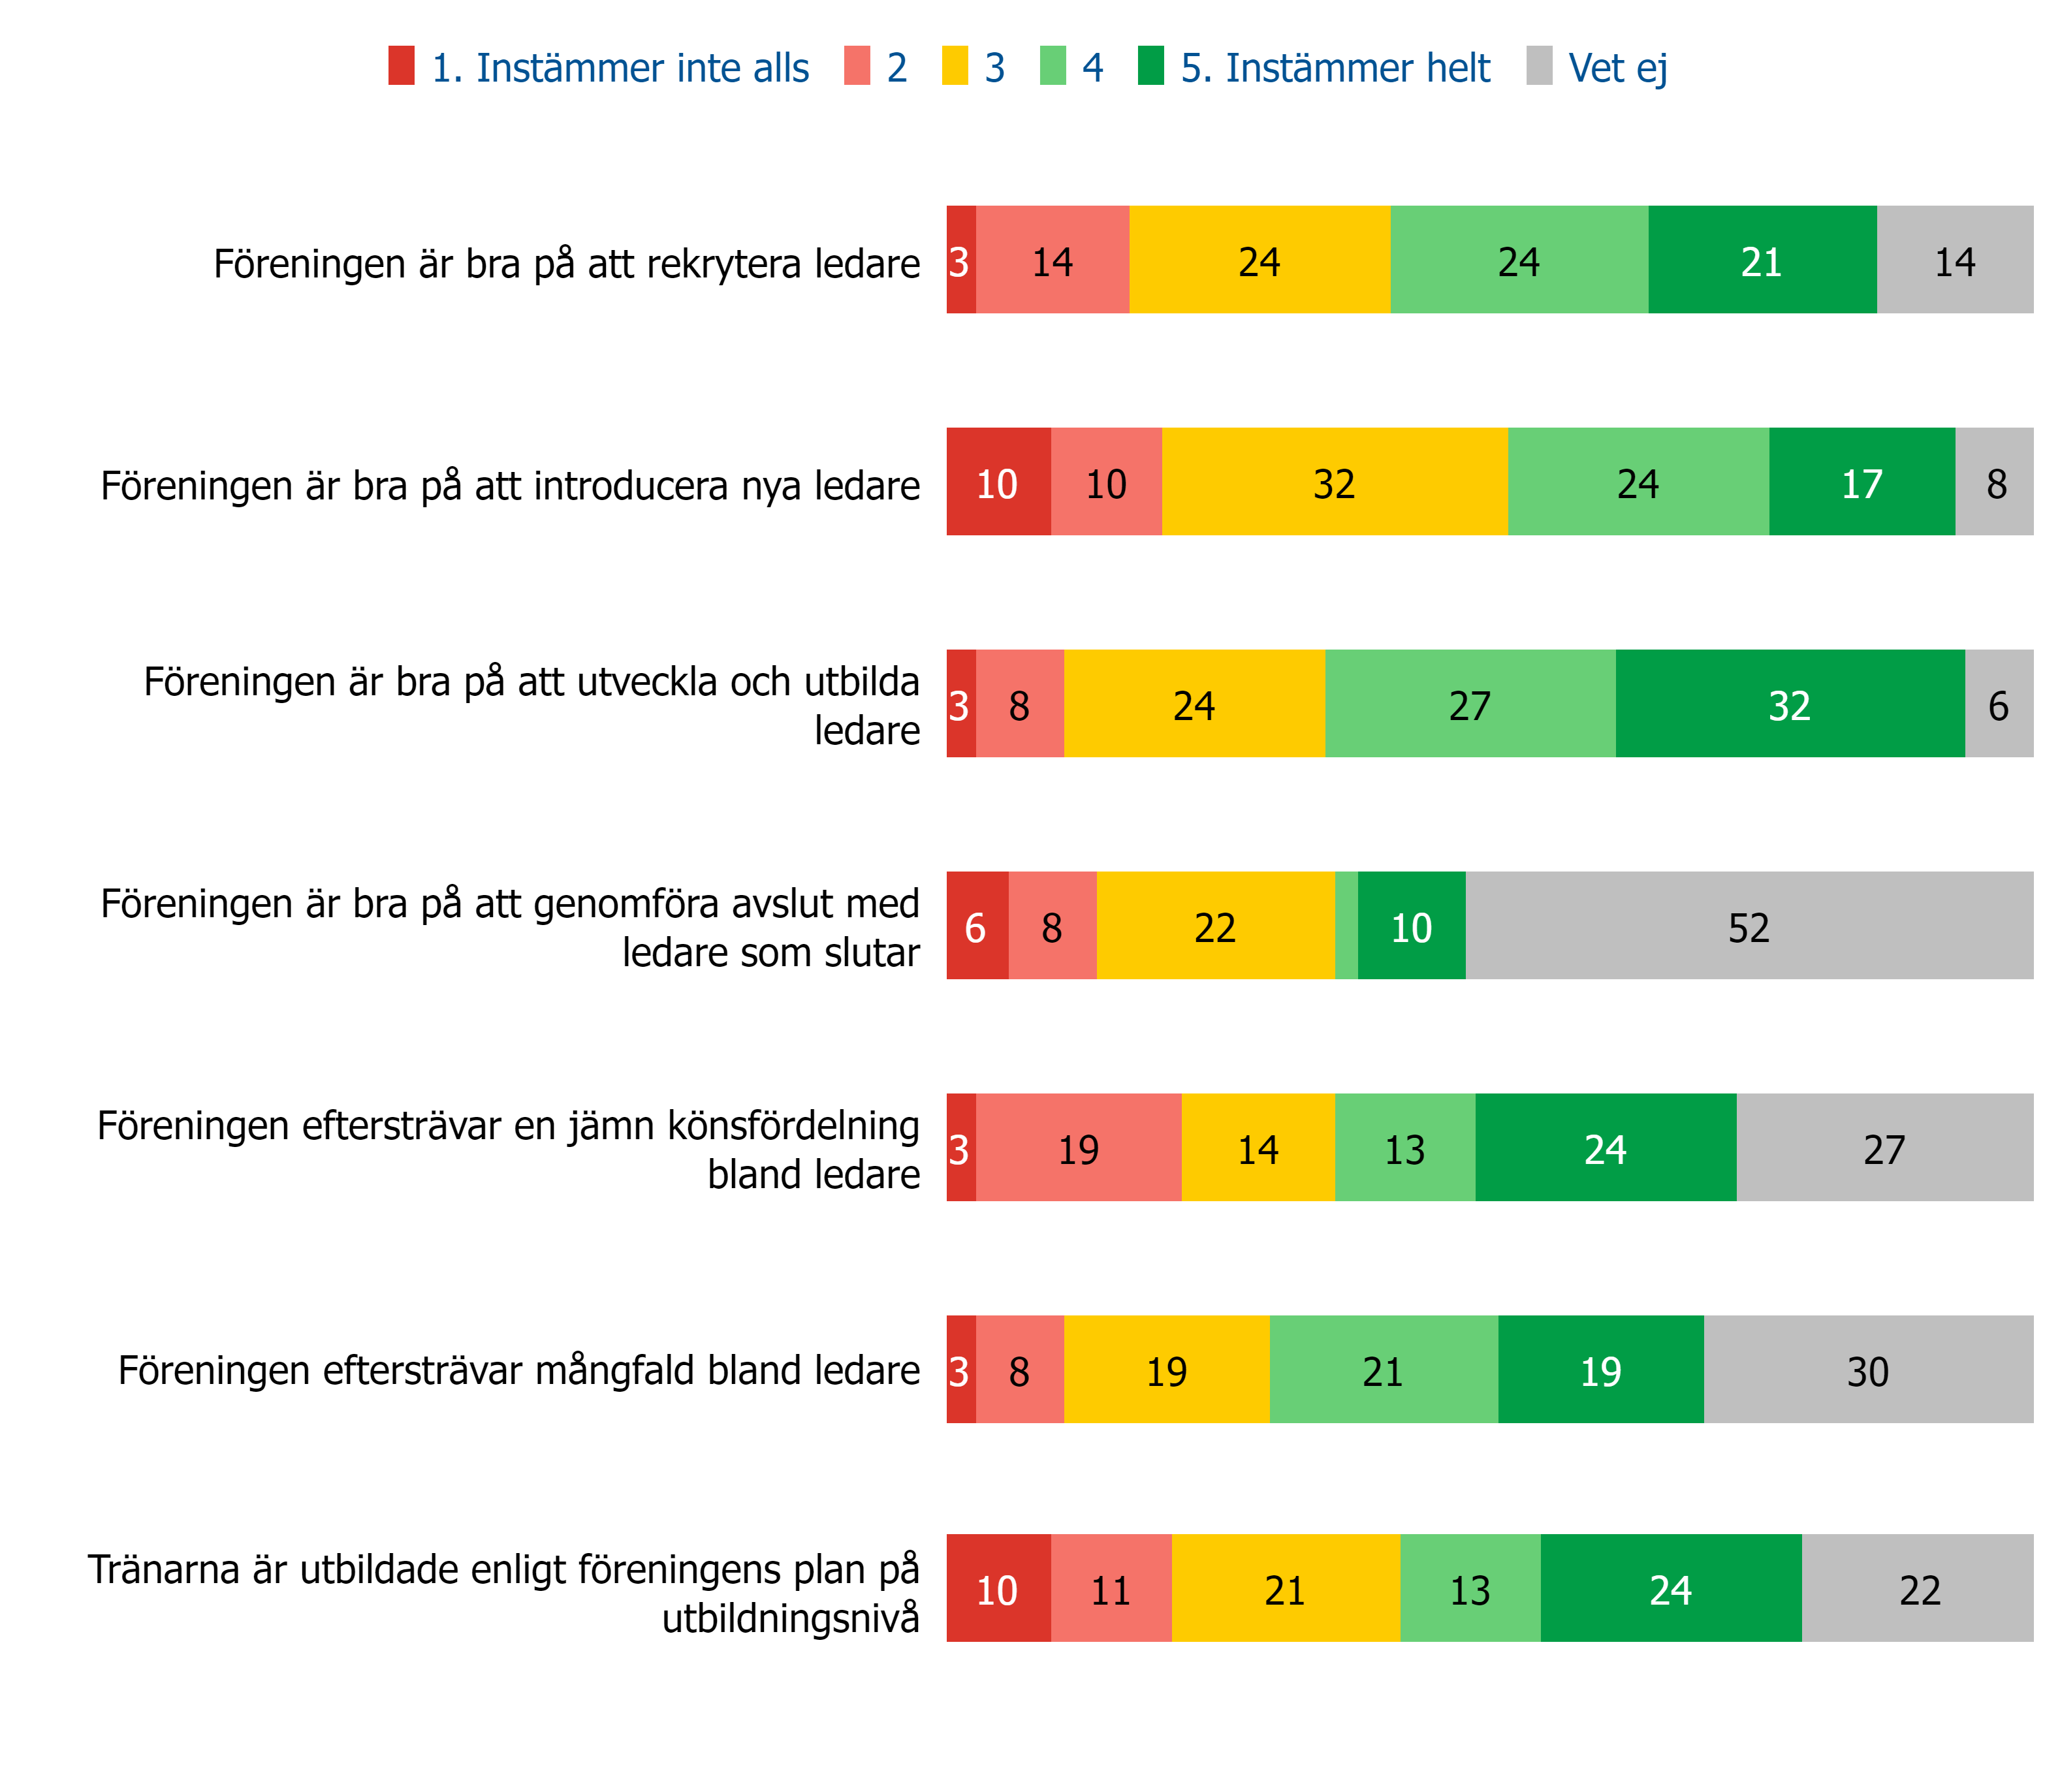 1. Instämmer inte alls 2 3 4 5. Instämmer helt Vet ej
Föreningen är bra på att rekrytera ledare 3 14 24 24 21 14
Föreningen är bra på att introducera nya ledare 10 10 32 24 17 8
Föreningen är bra på att utveckla och utbilda
ledare
3 8 24 27 32 6
Föreningen är bra på att genomföra avslut med
ledare som slutar
6 8 22 10 52
Föreningen eftersträvar en jämn könsfördelning
bland ledare
3 19 14 13 24 27
Föreningen eftersträvar mångfald bland ledare 3 8 19 21 19 30
Tränarna är utbildade enligt föreningens plan på
utbildningsnivå
10 11 21 13 24 22